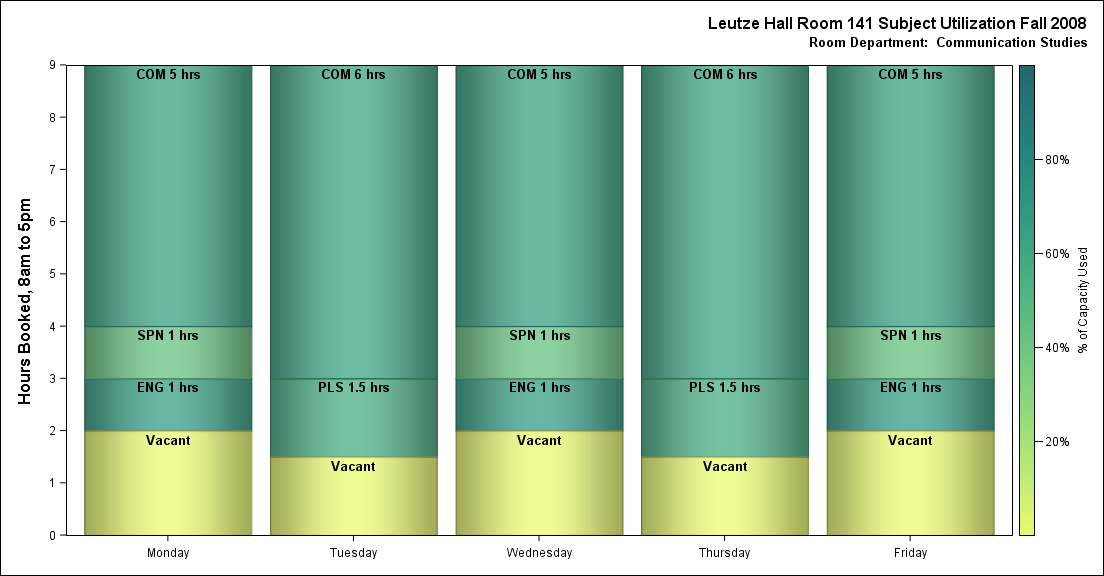 Leutze Hall Room 141 Subject Utilization Fall 2008
Room Department:  Communication Studies
Hours Booked, 8am to 5pm
9
8
7
6
5
4
3
2
1
0
COM 5 hrs
SPN 1 hrs
ENG 1 hrs
Vacant
COM 6 hrs
PLS 1.5 hrs
Vacant
COM 5 hrs
SPN 1 hrs
ENG 1 hrs
Vacant
COM 6 hrs
PLS 1.5 hrs
Vacant
COM 5 hrs
SPN 1 hrs
ENG 1 hrs
Vacant
Monday
Tuesday
Wednesday
Thursday
Friday
80%
60%
40%
20%
% of Capacity Used